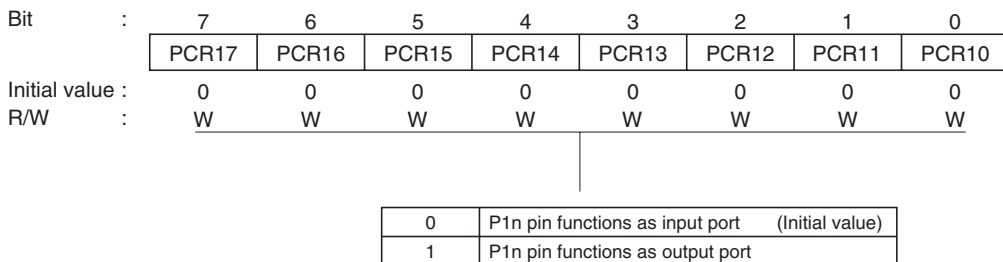 Bit : 7 6 5 4 3 2 1 0
PCR17 PCR16 PCR15 PCR14 PCR13 PCR12 PCR11 PCR10
Initial value : 0 0 0 0 0 0 0 0
R/W : W W W W W W W W
0 P1n pin functions as input port (Initial value)
1 P1n pin functions as output port